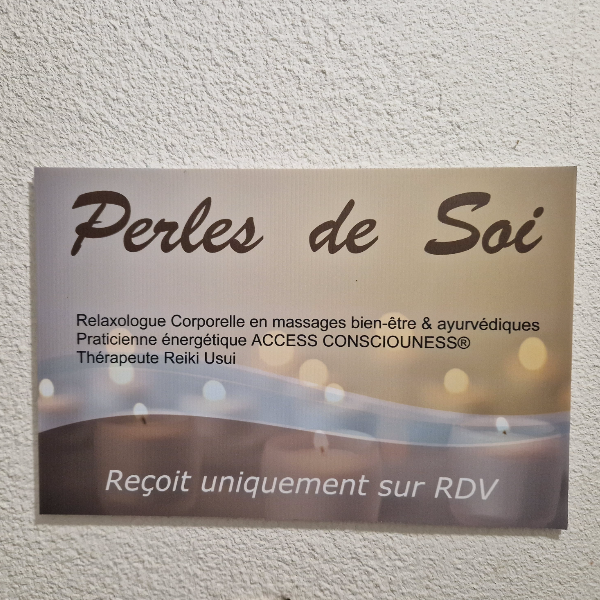 Perles de Soi
Relaxologue Corporelle en massages bien-être & ayurvédiques
Praticienne énergétique ACCESS CONSCIOUNESS®
Thérapeute Reiki Usui
Reçoit uniquement sur RDV